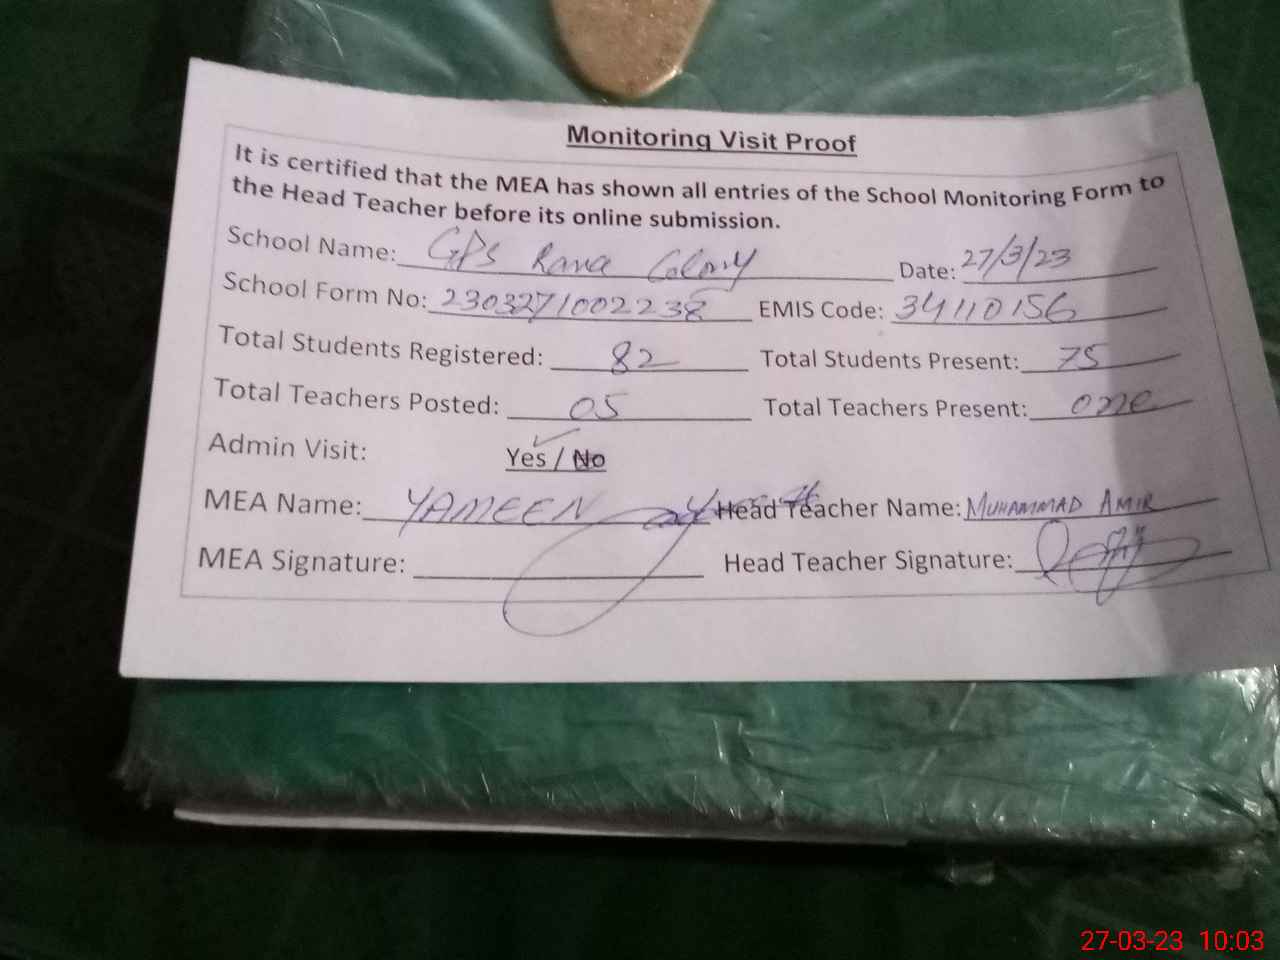 Monitoring Visit Proof
It is certified that the MEA has shown all entries of the School Monitoring Form to
the Head Teacher before its online submission.
School Name: GPS Rana Colony Date: 27/3/23
School Form No: 230327/002238 EMIS Code: 34110156
Total Students Registered: 82 Total Students Present: 75
Total Teachers Posted: 05 Total Teachers Present: one
Admin Visit: Yes / No
MEA Name: YAMEEN Head Teacher Name: MUHAMMAD AMIR
MEA Signature: Head Teacher Signature:
27-03-23 10:03